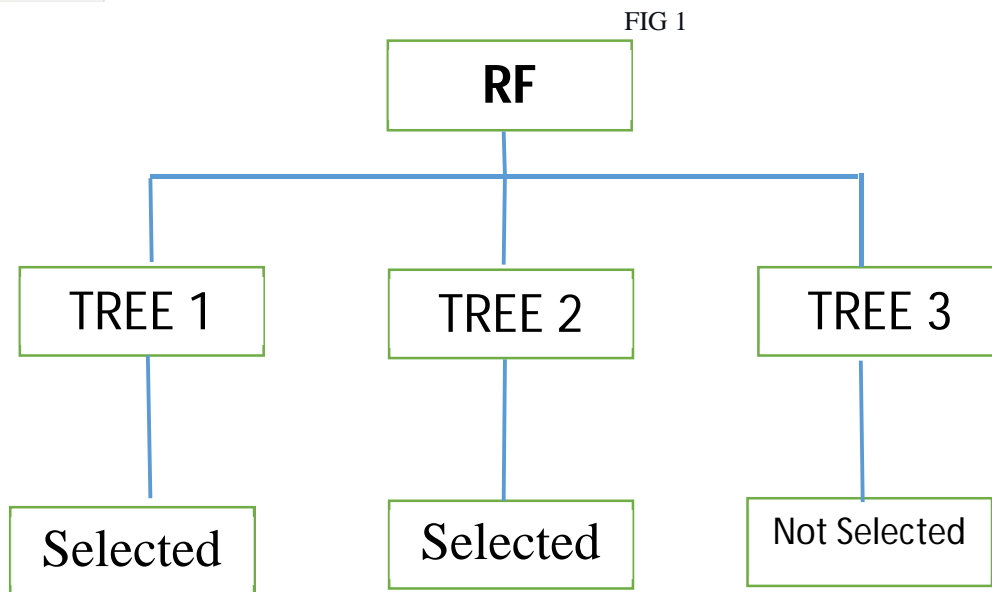 FIG 1
RF
TREE 1
TREE 2
TREE 3
Selected
Selected
Not Selected